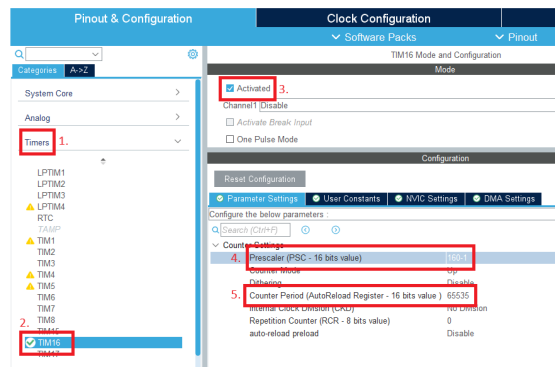 Pinout & Configuration
Clock Configuration
Software Packs
Pinout
TIM16 Mode and Configuration
Categories A->Z
Mode
System Core
Activated 3.
Channel1 Disable
Analog
Activate Break Input
Timers 1.
One Pulse Mode
Configuration
LPTIM1
Reset Configuration
LPTIM2
LPTIM3
Parameter Settings User Constants NVIC Settings DMA Settings
LPTIM4
RTC
Configure the below parameters :
TAMP
Search (Ctrl+F)
TIM1
Counter Settings
TIM2
4. Prescaler (PSC - 16 bits value) 160-1
TIM3
Counter Mode Up
TIM4
Dithering Disable
TIM5
5. Counter Period (AutoReload Register - 16 bits value ) 65535
TIM6
Internal Clock Division (CKD) No Division
TIM7
Repetition Counter (RCR - 8 bits value) 0
TIM8
auto-reload preload Disable
TIM15
2. TIM16
TIM17